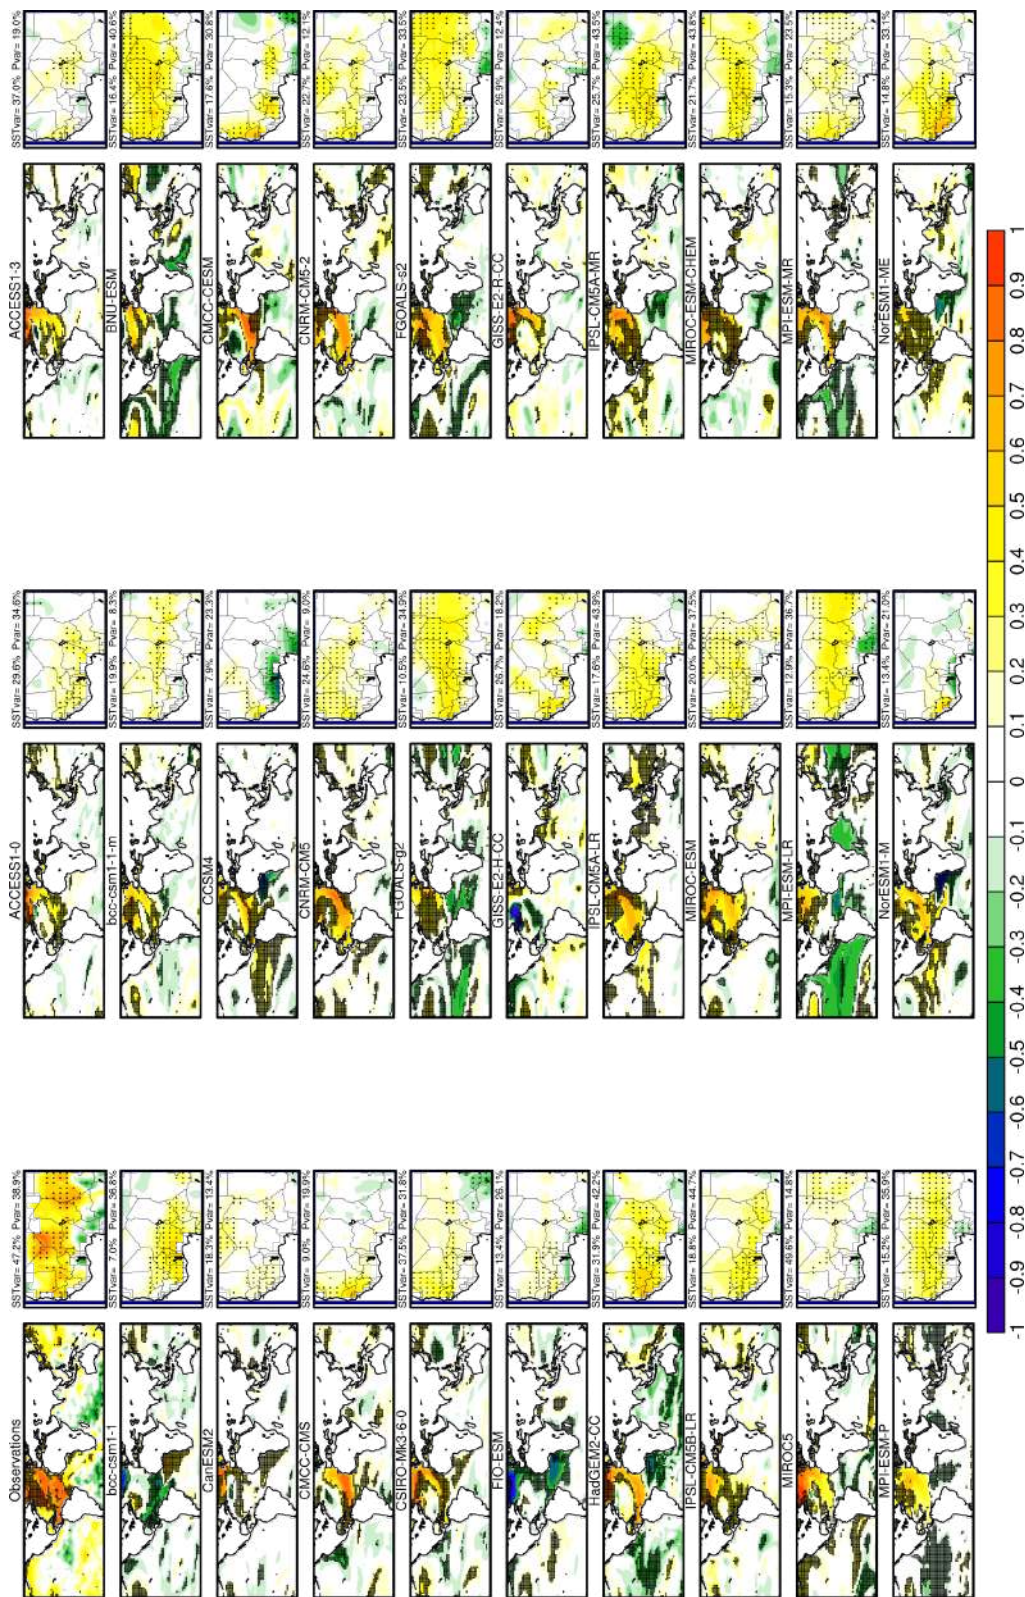 Observations
SSTvar= 47.2% Pvar= 38.9%
ACCESS1-0
SSTvar= 29.6% Pvar= 34.6%
ACCESS1-3
SSTvar= 37.0% Pvar= 19.0%
bcc-csm1-1
SSTvar= 7.0% Pvar= 36.8%
bcc-csm1-1-m
SSTvar= 19.9% Pvar= 8.3%
BNU-ESM
SSTvar= 16.4% Pvar= 40.6%
CanESM2
SSTvar= 18.3% Pvar= 13.4%
CCSM4
SSTvar= 7.9% Pvar= 23.3%
CMCC-CESM
SSTvar= 17.6% Pvar= 30.8%
CMCC-CMS
SSTvar= 9.0% Pvar= 19.9%
CNRM-CM5
SSTvar= 24.6% Pvar= 9.0%
CNRM-CM5-2
SSTvar= 22.7% Pvar= 12.1%
CSIRO-Mk3-6-0
SSTvar= 37.5% Pvar= 31.8%
FGOALS-g2
SSTvar= 10.5% Pvar= 34.9%
FGOALS-s2
SSTvar= 23.5% Pvar= 33.5%
FIO-ESM
SSTvar= 13.4% Pvar= 26.1%
GISS-E2-H-CC
SSTvar= 26.7% Pvar= 18.2%
GISS-E2-R-CC
SSTvar= 26.9% Pvar= 12.4%
HadGEM2-CC
SSTvar= 31.9% Pvar= 42.2%
IPSL-CM5A-LR
SSTvar= 17.6% Pvar= 43.9%
IPSL-CM5A-MR
SSTvar= 25.7% Pvar= 43.5%
IPSL-CM5B-LR
SSTvar= 18.8% Pvar= 44.7%
MIROC-ESM
SSTvar= 20.0% Pvar= 37.5%
MIROC-ESM-CHEM
SSTvar= 21.7% Pvar= 43.8%
MIROC5
SSTvar= 49.6% Pvar= 14.8%
MPI-ESM-LR
SSTvar= 12.9% Pvar= 36.7%
MPI-ESM-MR
SSTvar= 15.3% Pvar= 23.5%
MPI-ESM-P
SSTvar= 15.2% Pvar= 35.9%
NorESM1-M
SSTvar= 13.4% Pvar= 21.0%
NorESM1-ME
SSTvar= 14.8% Pvar= 33.1%
-1 -0.9 -0.8 -0.7 -0.6 -0.5 -0.4 -0.3 -0.2 -0.1 0 0.1 0.2 0.3 0.4 0.5 0.6 0.7 0.8 0.9 1